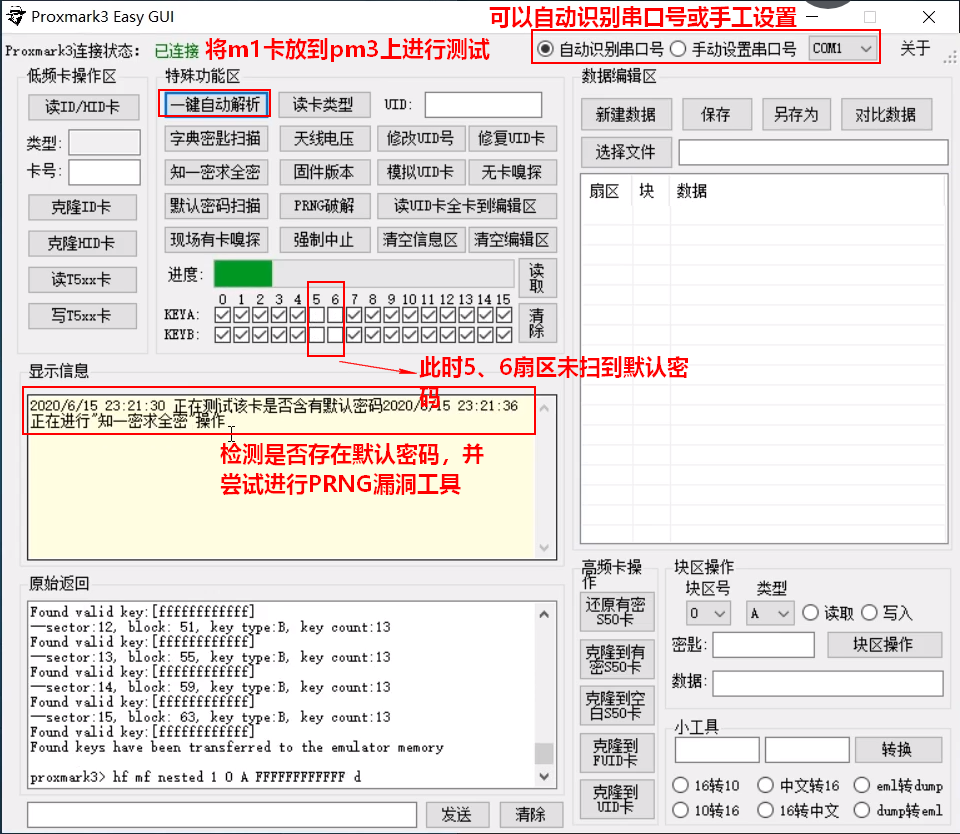 Proxmark3 Easy GUI
可以自动识别串口号或手工设置
Proxmark3连接状态: 已连接
将m1卡放到pm3上进行测试
自动识别串口号 手动设置串口号 COM1 关于
低频卡操作区
读ID/HID卡
类型:
卡号:
克隆ID卡
克隆HID卡
读T5xx卡
写T5xx卡
特殊功能区
一键自动解析 读卡类型 UID:
字典密匙扫描 天线电压 修改UID号 修复UID卡
知一密求全密 固件版本 模拟UID卡 无卡嗅探
默认密码扫描 PRNG破解 读UID卡全卡到编辑区
现场有卡嗅探 强制中止 清空信息区 清空编辑区
进度: 读取
0 1 2 3 4 5 6 7 8 9 10 11 12 13 14 15
KEYA:
KEYB:
清除
此时5、6扇区未扫到默认密
码
数据编辑区
新建数据 保存 另存为 对比数据
选择文件
扇区 块 数据
显示信息
2020/6/15 23:21:30 正在测试该卡是否含有默认密码2020/6/15 23:21:36
正在进行"知一密求全密"操作
检测是否存在默认密码，并
尝试进行PRNG漏洞工具
原始返回
Found valid key:[ffffffffffff]
—sector:12, block: 51, key type:B, key count:13
Found valid key:[ffffffffffff]
—sector:13, block: 55, key type:B, key count:13
Found valid key:[ffffffffffff]
—sector:14, block: 59, key type:B, key count:13
Found valid key:[ffffffffffff]
—sector:15, block: 63, key type:B, key count:13
Found valid key:[ffffffffffff]
Found keys have been transferred to the emulator memory
proxmark3> hf mf nested 1 0 A FFFFFFFFFFFF d
发送 清除
高频卡操
作
还原有密
S50卡
克隆到有
密S50卡
克隆到空
白S50卡
克隆到
FUID卡
克隆到
UID卡
块区操作
块区号 类型
0 A 读取 写入
密匙: 块区操作
数据:
小工具
转换
16转10 中文转16 eml转dump
10转16 16转中文 dump转eml